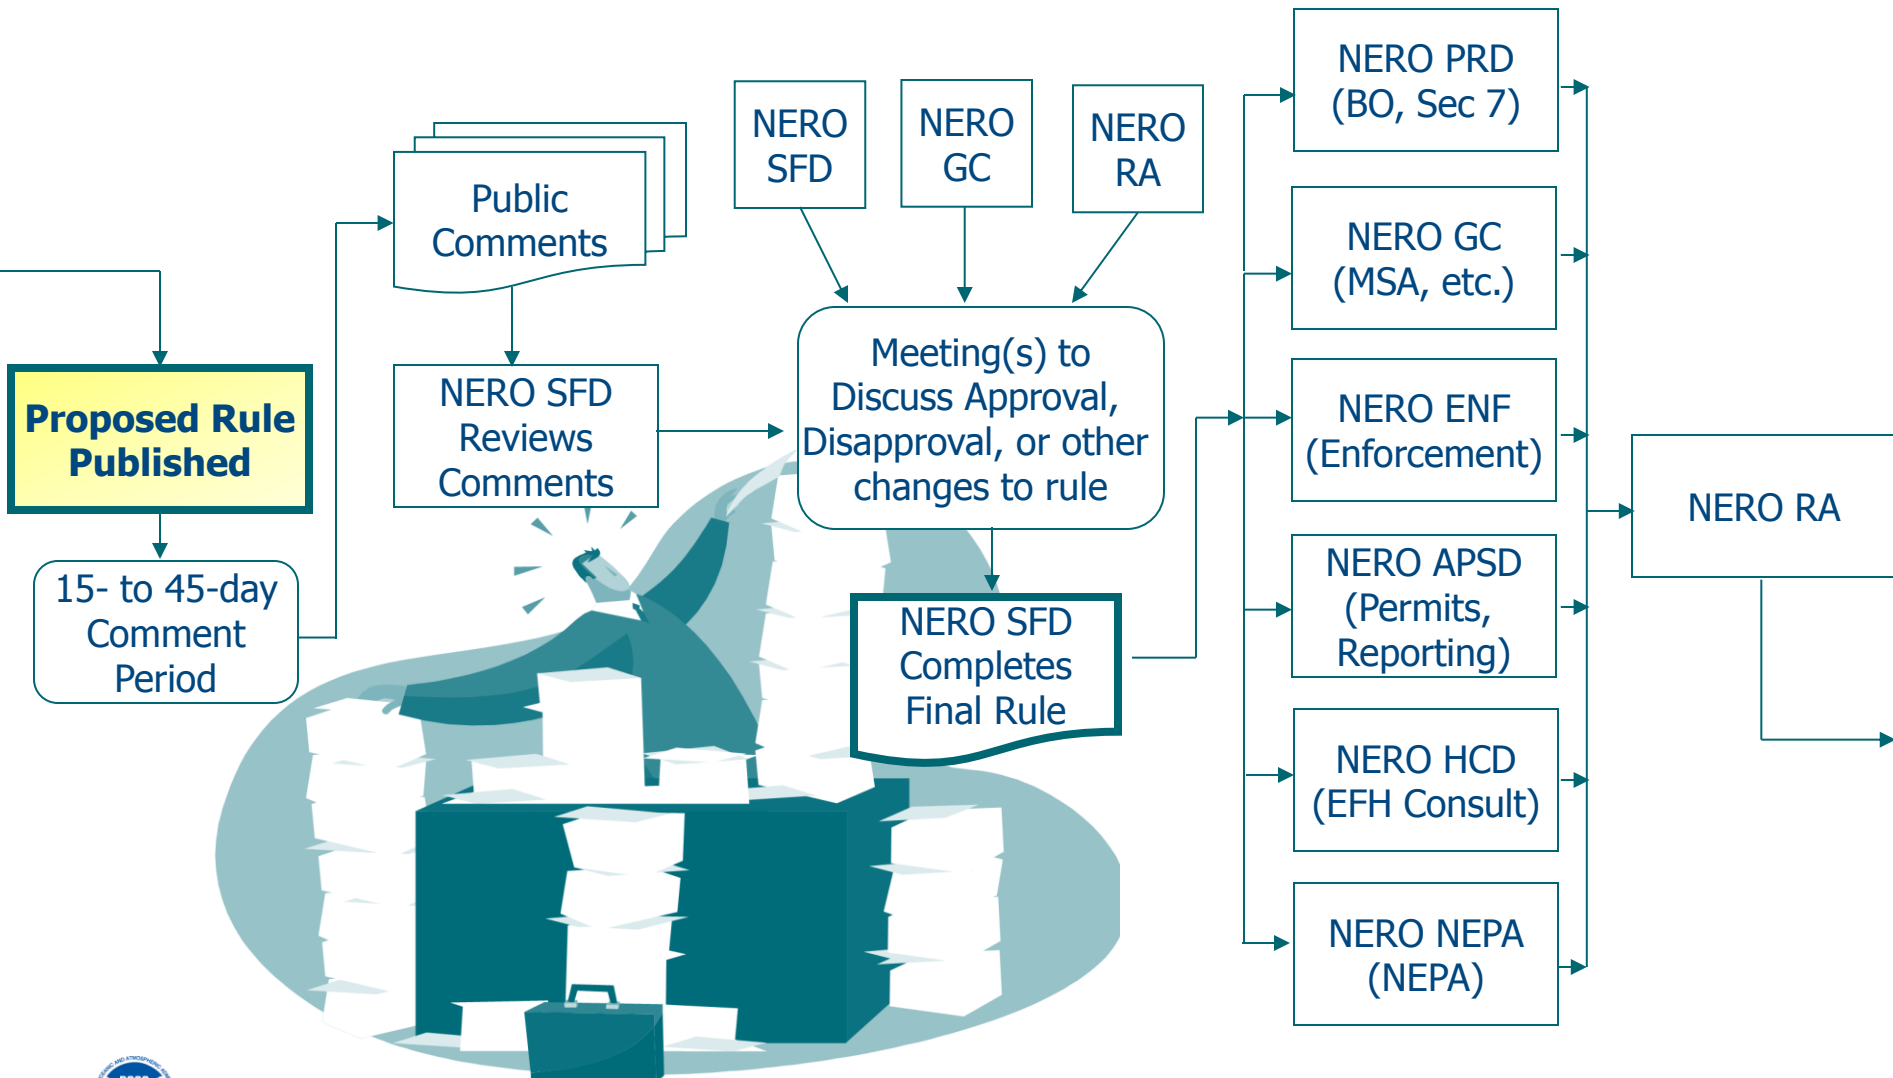 Proposed Rule
Published
15- to 45-day
Comment
Period
Public
Comments
NERO SFD
Reviews
Comments
NERO
SFD
NERO
GC
NERO
RA
Meeting(s) to
Discuss Approval,
Disapproval, or other
changes to rule
NERO SFD
Completes
Final Rule
NERO PRD
(BO, Sec 7)
NERO GC
(MSA, etc.)
NERO ENF
(Enforcement)
NERO APSD
(Permits,
Reporting)
NERO HCD
(EFH Consult)
NERO NEPA
(NEPA)
NERO RA
AND ATMOSPHERIC